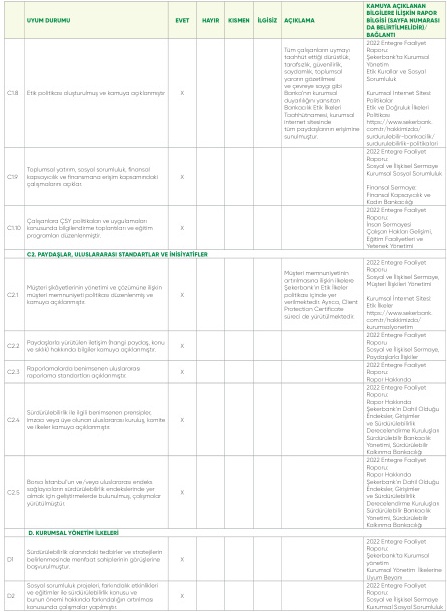 UYUM DURUMU
EVET
HAYIR
KISMEN
İLGİSİZ
AÇIKLAMA
KAMUYA AÇIKLANAN
BİLGİLERE İLİŞKİN RAPOR
BİLGİSİ (SAYFA NUMARASI
DA BELİRTİLMELİDİR)/
BAĞLANTI
C1.8
Etik politikası oluşturulmuş ve kamuya açıklanmıştır
X
Tüm çalışanların uymayı
taahhüt ettiği dürüstlük,
tarafsızlık, güvenilirlik,
saydamlık, toplumsal
yararın gözetilmesi
ve çevreye saygı gibi
Banka'nın kurumsal
duyarlılığın yansıtan
Bankacılık Etik İlkeleri
Taahhütnamesi, kurumsal
internet sitesinde
tüm paydaşlarının erişimine
sunulmuştur.
2022 Entegre Faaliyet
Raporu:
Şekerbank'ta Kurumsal
Yönetim
Etik Kurallar ve Sosyal
Sorumluluk
Kurumsal İnternet Sitesi:
Politikalar
Etik ve Doğruluk İlkeleri
Politikası
https://www.sekerbank.
com.tr/hakkimizda/
surdurulebilir-bankacilik/
surdurulebilirlik-politikalari
C1.9
Toplumsal yatırım, sosyal sorumluluk, finansal
kapsayıcılık ve finansmana erişim kapsamındaki
çalışmalarını açıklar.
X
2022 Entegre Faaliyet
Raporu:
Sosyal ve İlişkisel Sermaye
Kurumsal Sosyal Sorumluluk
Finansal Sermaye:
Finansal Kapsayıcılık ve
Kadın Bankacılığı
C1.10
Çalışanlara ÇSY politikaları ve uygulamaları
konusunda bilgilendirme toplantıları ve eğitim
programları düzenlenmiştir.
X
2022 Entegre Faaliyet
Raporu:
İnsan Sermayesi
Çalışan Hakları Gelişimi,
Eğitim Faaliyetleri ve
Yetenek Yönetimi
C2. PAYDAŞLAR, ULUSLARARASI STANDARTLAR VE İNİSİYATİFLER
C2.1
Müşteri şikâyetlerinin yönetimi ve çözümüne ilişkin
müşteri memnuniyeti politikası düzenlenmiş ve
kamuya açıklanmıştır.
X
Müşteri memnuniyetinin
artırılmasına ilişkin ilkelere
Şekerbank'ın Etik İlkeler
politikası içinde yer
verilmektedir. Ayrıca, Client
Protection Certificate
süreci de yürütülmektedir.
2022 Entegre Faaliyet
Raporu
Sosyal ve İlişkisel Sermaye,
Müşteri İlişkileri Yönetimi
Kurumsal İnternet Sitesi:
Etik İlkeler
https://www.sekerbank.
com.tr/hakkimizda/
kurumsalyonetim
C2.2
Paydaşlarla yürütülen iletişim (hangi paydaş, konu
ve sıklık) hakkında bilgiler kamuya açıklanmıştır.
X
2022 Entegre Faaliyet
Raporu
Sosyal ve İlişkisel Sermaye,
Paydaşlarla İlişkiler
C2.3
Raporlamalarda benimsenen uluslararası
raporlama standartları açıklanmıştır.
X
2022 Entegre Faaliyet
Raporu:
Rapor Hakkında
C2.4
Sürdürülebilirlik ile ilgili benimsenen prensipler,
imzacı veya üye olunan uluslararası kuruluş, komite
ve ilkeler kamuya açıklanmıştır.
X
2022 Entegre Faaliyet
Raporu:
Rapor Hakkında
Şekerbank'ın Dahil Olduğu
Endeksler, Girişimler
ve Sürdürülebilirlik
Derecelendirme Kuruluşları
Sürdürülebilir Bankacılık
Yönetimi, Sürdürülebilir
Kalkınma Bankacılığı
C2.5
Borsa İstanbul'un ve/veya uluslararası endeks
sağlayıcıların sürdürülebilirlik endekslerinde yer
almak için geliştirmelerde bulunulmuş, çalışmalar
yürütülmüştür.
X
2022 Entegre Faaliyet
Raporu:
Rapor Hakkında
Şekerbank'ın Dahil Olduğu
Endeksler, Girişimler
ve Sürdürülebilirlik
Derecelendirme Kuruluşları
Sürdürülebilir Bankacılık
Yönetimi, Sürdürülebilir
Kalkınma Bankacılığı
D. KURUMSAL YÖNETİM İLKELERİ
D1
Sürdürülebilirlik alanındaki tedbirler ve stratejilerin
belirlenmesinde menfaat sahiplerinin görüşlerine
başvurulmuştur.
X
2022 Entegre Faaliyet
Raporu:
Şekerbank'ta Kurumsal
yönetim
Kurumsal Yönetim İlkelerine
Uyum Beyanı
D2
Sosyal sorumluluk projeleri, farkındalık etkinlikleri
ve eğitimler ile sürdürülebilirlik konusu ve
bunun önemi hakkında farkındalığın artırılması
konusunda çalışmalar yapılmıştır.
X
2022 Entegre Faaliyet
Raporu:
Sosyal ve İlişkisel Sermaye
Kurumsal Sosyal Sorumluluk